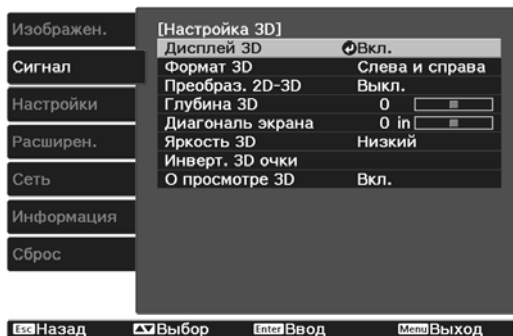 Изображен.
Сигнал
Настройки
Расширен.
Сеть
Информация
Сброс
[Настройка 3D]
Дисплей 3D Вкл.
Формат 3D Слева и справа
Преобраз. 2D-3D Выкл.
Глубина 3D 0
Диагональ экрана 0 in
Яркость 3D Низкий
Инверт. 3D очки
О просмотре 3D Вкл.
Esc Назад Выбор Enter Ввод Menu Выход